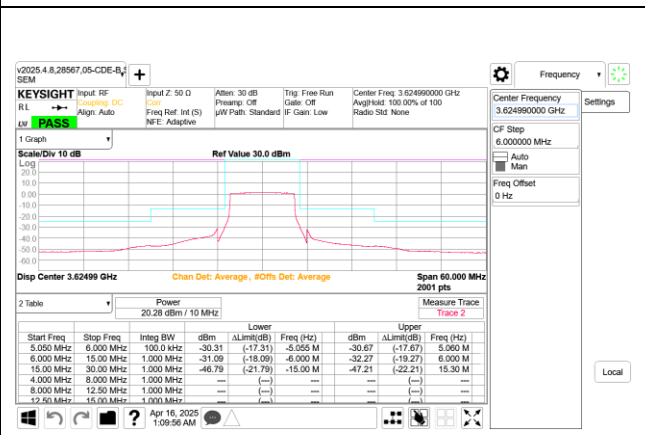 v2025.4.8,28567,05-CDE-B,S
SEM
Frequency
KEYSIGHT
RL
PASS
Input: RF
Coupling: DC
Align: Auto
Input Z: 50 Ω
Corr
Freq Ref: Int (S)
NFE: Adaptive
Atten: 30 dB
Preamp: Off
µW Path: Standard
Trig: Free Run
Gate: Off
IF Gain: Low
Center Freq: 3.624990000 GHz
Avg|Hold: 100.00% of 100
Radio Std: None
Center Frequency
3.624990000 GHz
Settings
CF Step
6.000000 MHz
Auto
Man
Freq Offset
0 Hz
1 Graph
Scale/Div 10 dB
Ref Value 30.0 dBm
Log
20.0
10.0
0.00
-10.0
-20.0
-30.0
-40.0
-50.0
-60.0
Disp Center 3.62499 GHz
Chan Det: Average, #Offs Det: Average
Span 60.000 MHz
2001 pts
2 Table
Power
20.28 dBm / 10 MHz
Measure Trace
Trace 2
Lower Upper
Start Freq Stop Freq Integ BW dBm ΔLimit(dB) Freq (Hz) dBm ΔLimit(dB) Freq (Hz)
5.050 MHz 6.000 MHz 100.0 kHz -30.31 (-17.31) -5.055 M -30.67 (-17.67) 5.060 M
6.000 MHz 15.00 MHz 1.000 MHz -31.09 (-18.09) -6.000 M -32.27 (-19.27) 6.000 M
15.00 MHz 30.00 MHz 1.000 MHz -46.79 (-21.79) -15.00 M -47.21 (-22.21) 15.30 M
4.000 MHz 8.000 MHz 1.000 MHz --- (---) --- --- (---) ---
8.000 MHz 12.50 MHz 1.000 MHz --- (---) --- --- (---) ---
12.50 MHz 15.00 MHz 1.000 MHz --- (---) --- --- (---) ---
Local
Apr 16, 2025
1:09:56 AM